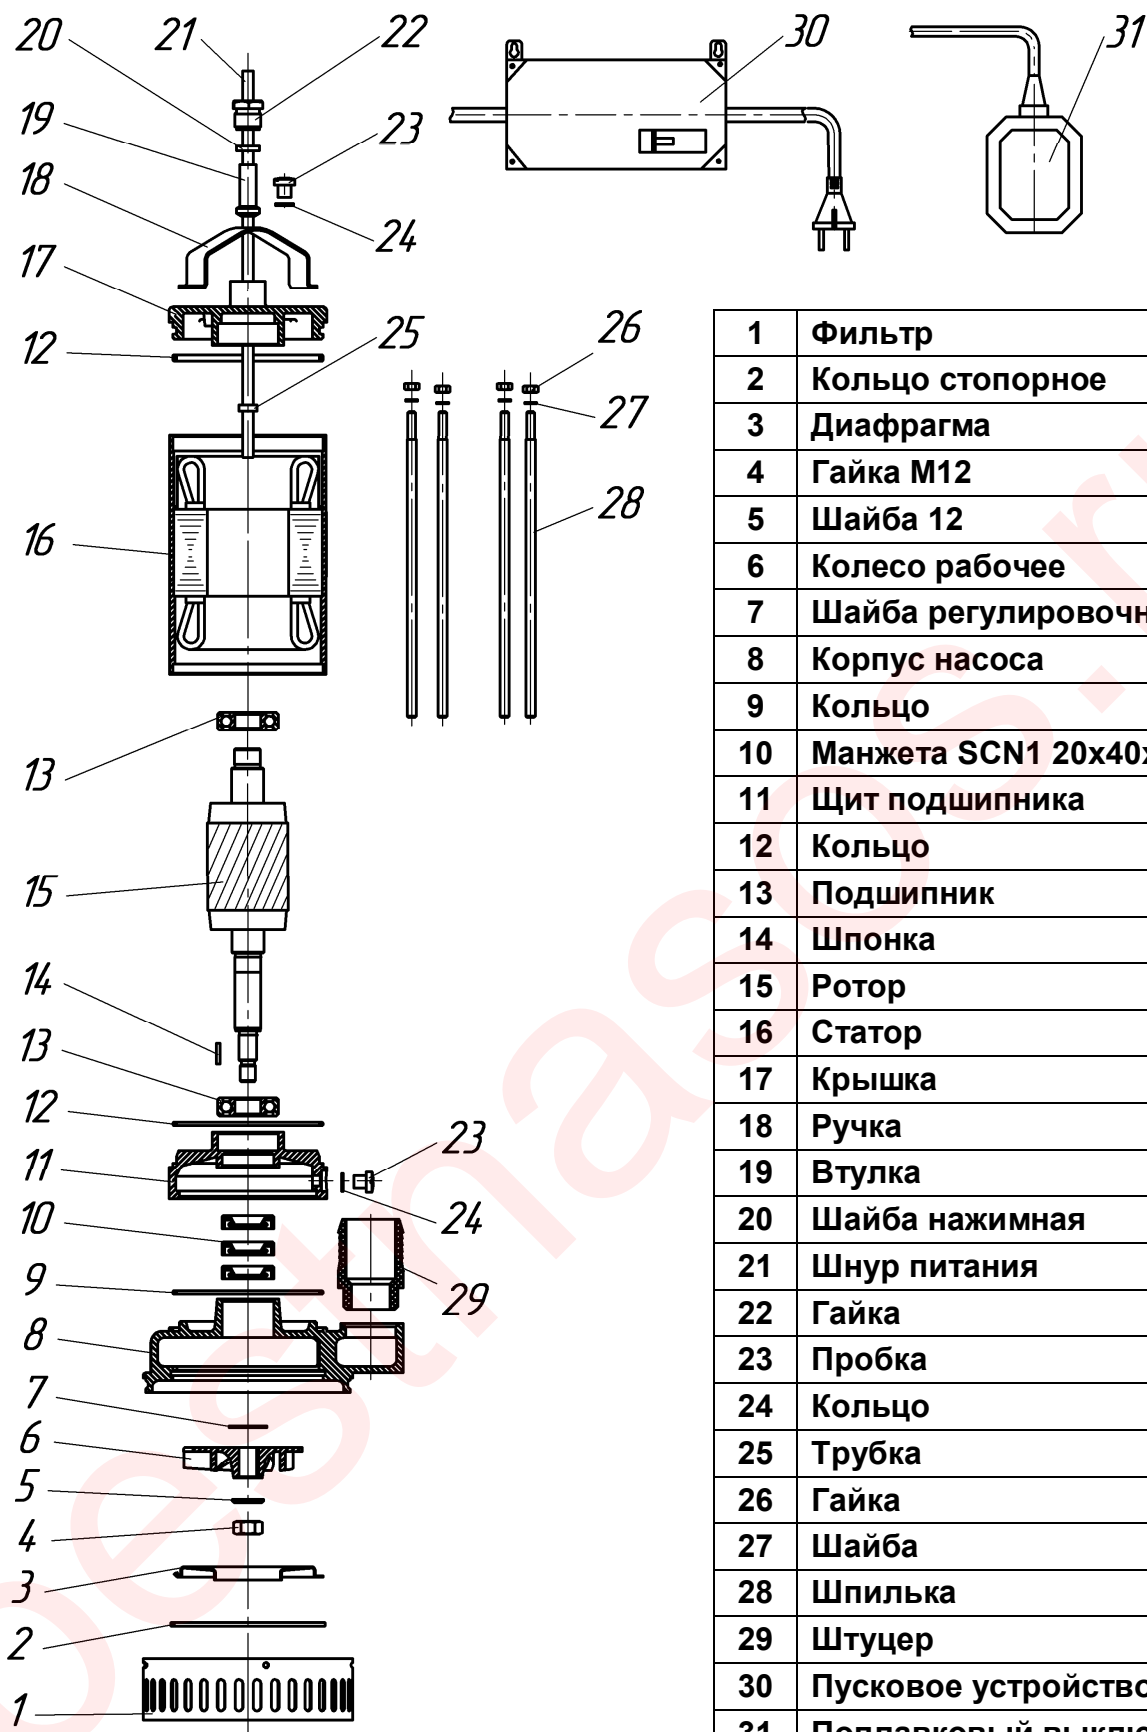 20 21 22 30 31
19 23
18 24
17
12 25 26
27
16 28
13
15
14
13
12
11 23
10 24
9 29
8
7
6
5
4
3
2
1
1 Фильтр
2 Кольцо стопорное
3 Диафрагма
4 Гайка М12
5 Шайба 12
6 Колесо рабочее
7 Шайба регулировочн
8 Корпус насоса
9 Кольцо
10 Манжета SCN1 20x40x
11 Щит подшипника
12 Кольцо
13 Подшипник
14 Шпонка
15 Ротор
16 Статор
17 Крышка
18 Ручка
19 Втулка
20 Шайба нажимная
21 Шнур питания
22 Гайка
23 Пробка
24 Кольцо
25 Трубка
26 Гайка
27 Шайба
28 Шпилька
29 Штуцер
30 Пусковое устройство
31 Поплавковый выклю
bestnasos.r